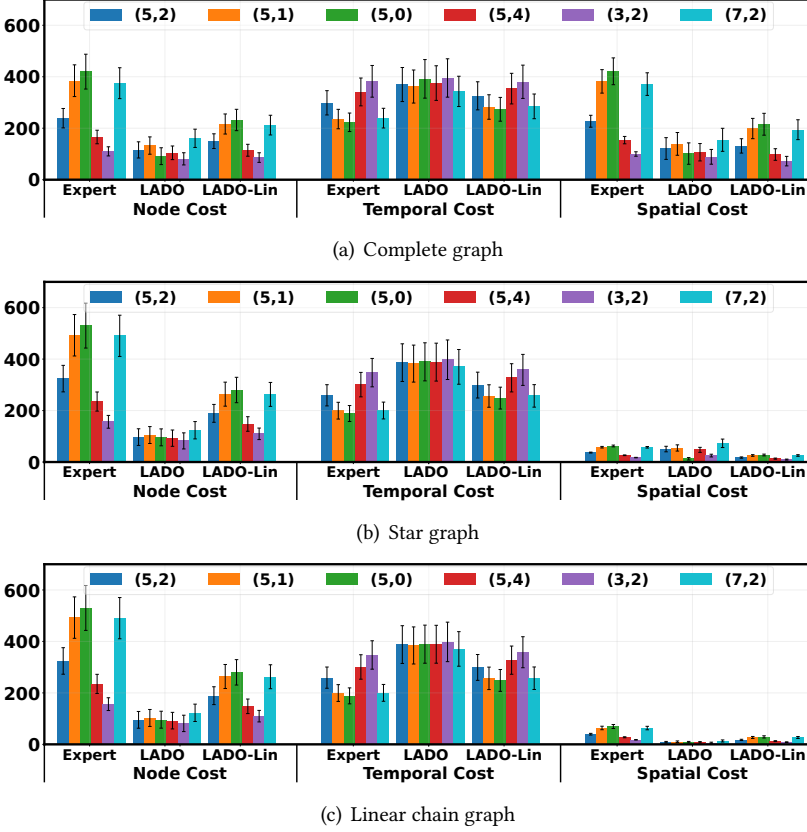 (5,2) (5,1) (5,0) (5,4) (3,2) (7,2)
600
400
200
0
Expert LADO LADO-Lin Expert LADO LADO-Lin Expert LADO LADO-Lin
Node Cost Temporal Cost Spatial Cost
(a) Complete graph
(5,2) (5,1) (5,0) (5,4) (3,2) (7,2)
600
400
200
0
Expert LADO LADO-Lin Expert LADO LADO-Lin Expert LADO LADO-Lin
Node Cost Temporal Cost Spatial Cost
(b) Star graph
(5,2) (5,1) (5,0) (5,4) (3,2) (7,2)
600
400
200
0
Expert LADO LADO-Lin Expert LADO LADO-Lin Expert LADO LADO-Lin
Node Cost Temporal Cost Spatial Cost
(c) Linear chain graph